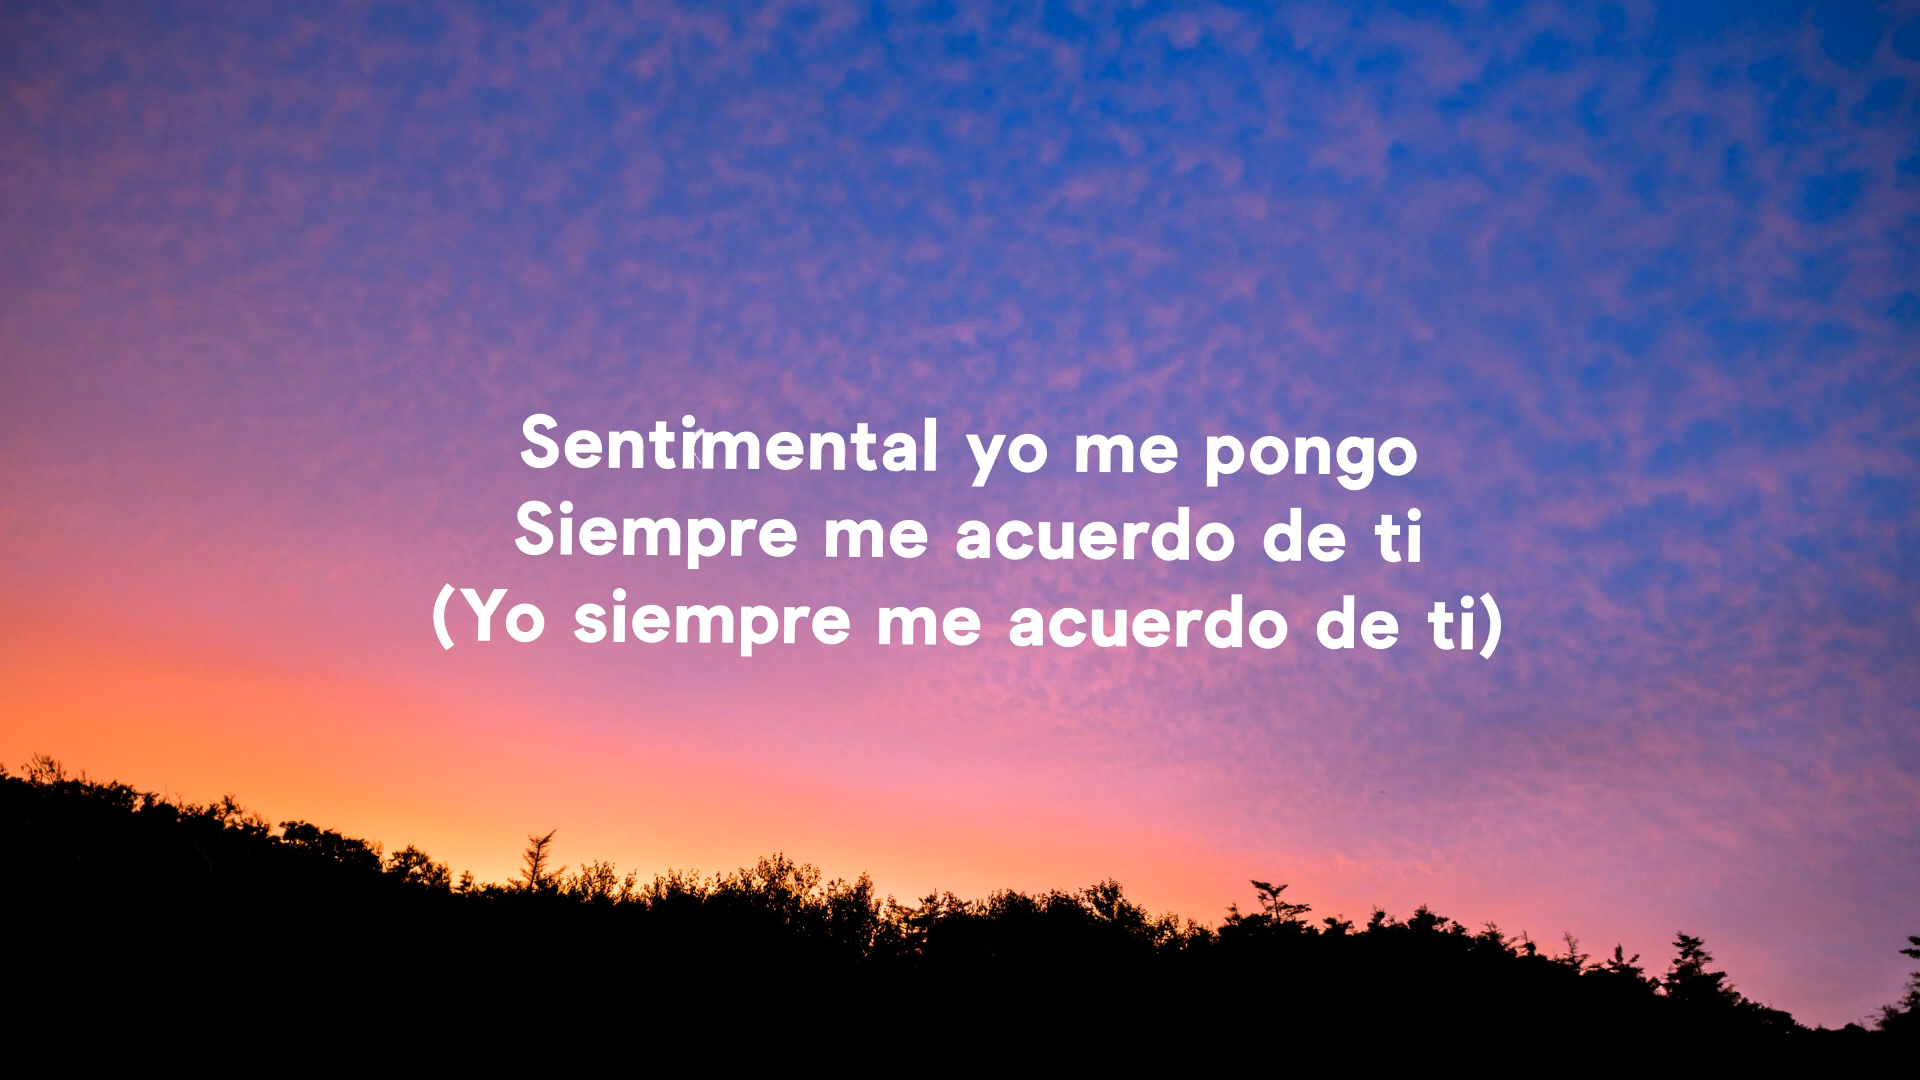 Sentimental yo me pongo
Siempre me acuerdo de ti
(Yo siempre me acuerdo de ti)